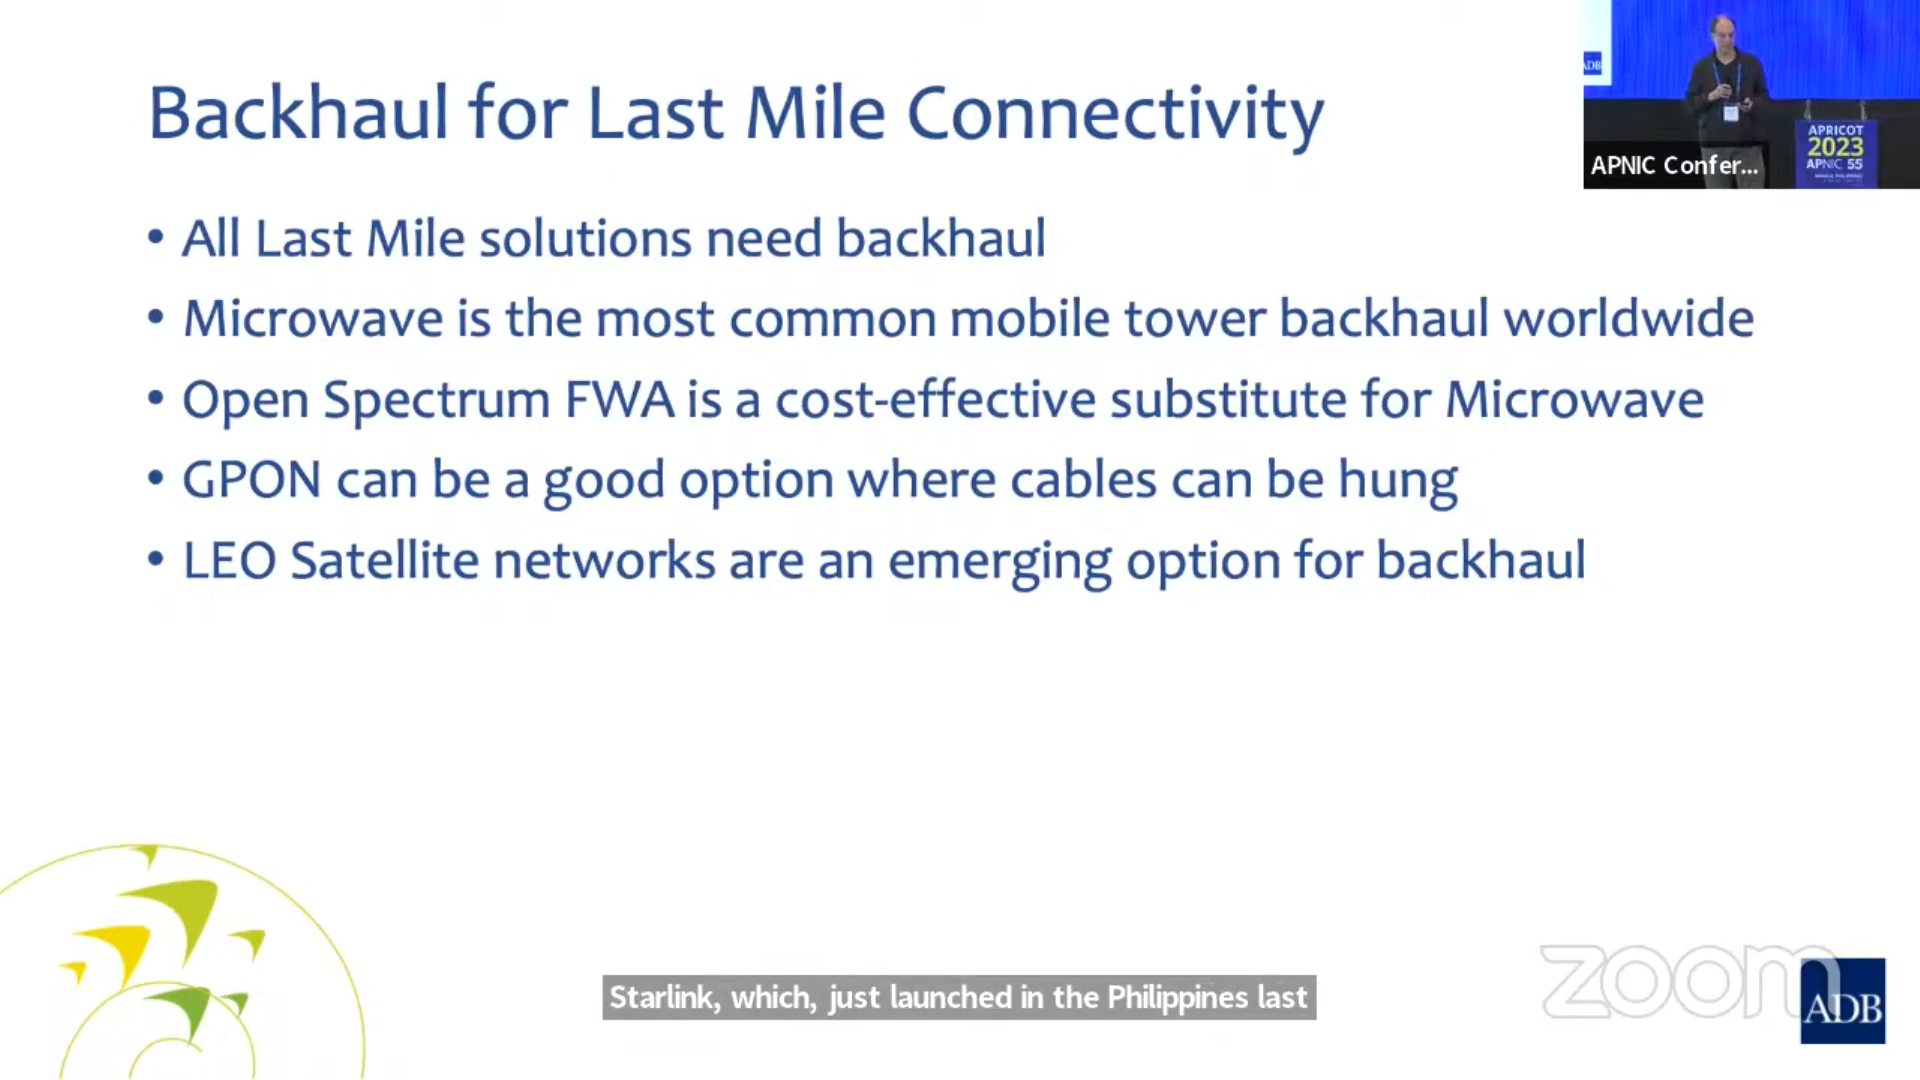 Backhaul for Last Mile Connectivity
• All Last Mile solutions need backhaul
• Microwave is the most common mobile tower backhaul worldwide
• Open Spectrum FWA is a cost-effective substitute for Microwave
• GPON can be a good option where cables can be hung
• LEO Satellite networks are an emerging option for backhaul
ADB
APRICOT
2023
APNIC 55
APNIC Confer...
Starlink, which, just launched in the Philippines last
zoom
ADB